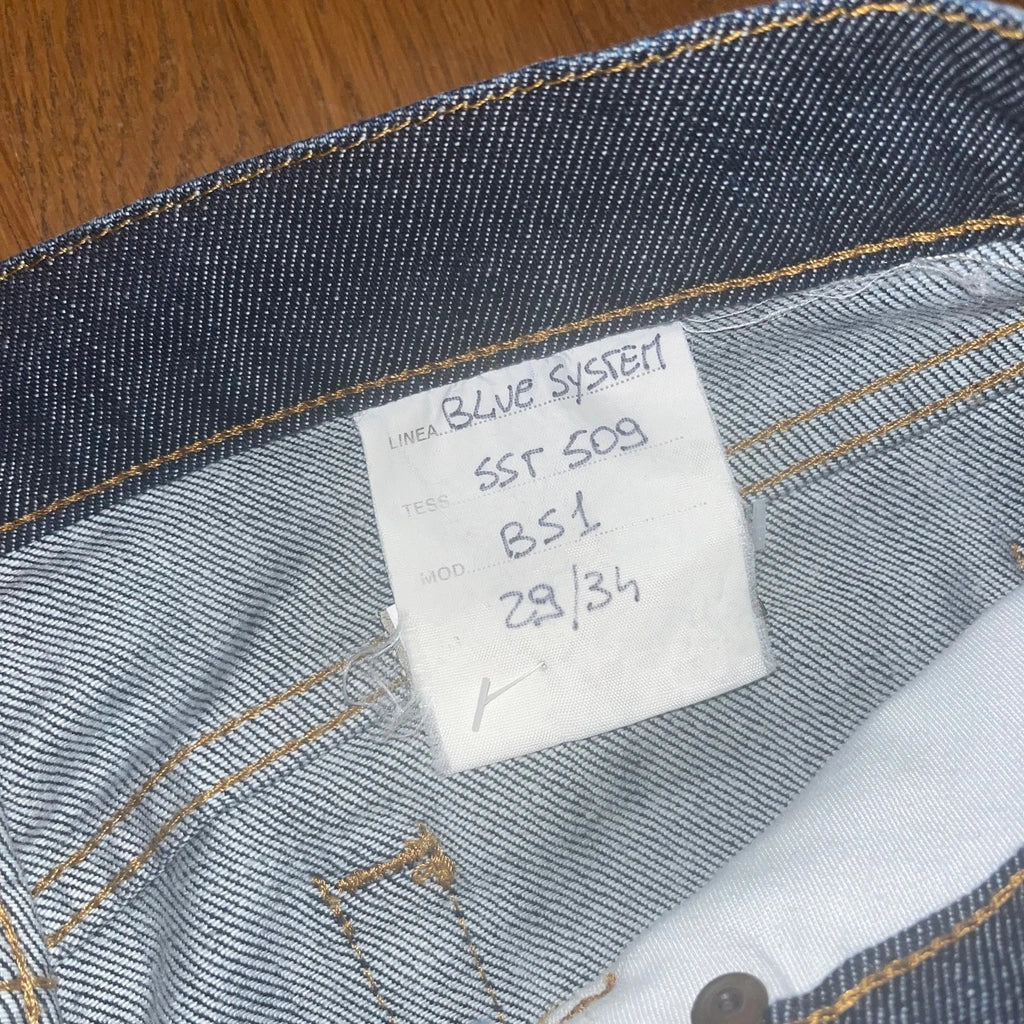 LINEA BLUE SYSTEM
TESS SST 509
MOD BS1
29/34